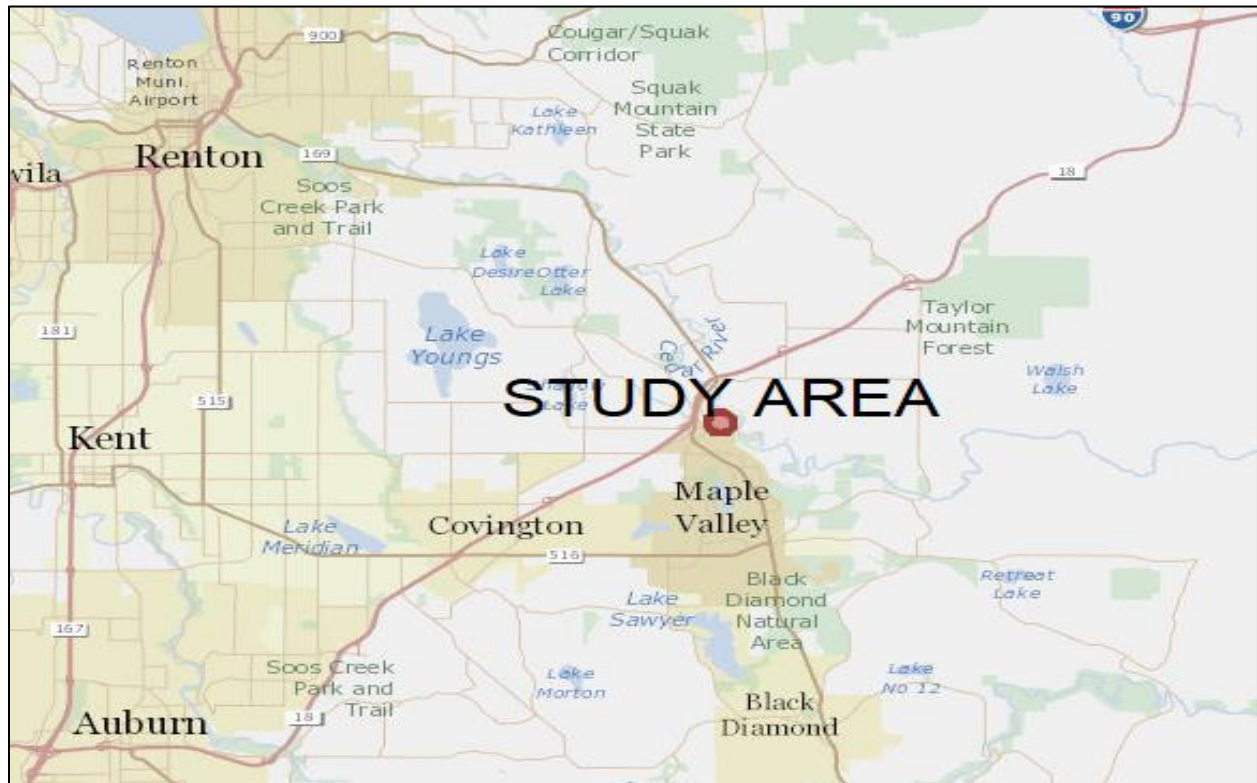 90
900
Cougar/Squak
Corridor
Renton
Muni.
Airport
Squak
Mountain
State
Park
Lake
Kathleen
Renton
169
18
wila
Soos
Creek Park
and Trail
Lake
Desire
Otter
Lake
Taylor
Mountain
Forest
181
Lake
Youngs
Cedar River
Walsh
Lake
STUDY AREA
Lake
515
Kent
Maple
Valley
Covington
Lake
Meridian
516
Black
Diamond
Natural
Area
Retreat
Lake
Lake
Sawyer
167
Soos Creek
Park and
Trail
Lake
Morton
Lake
No 12
18
Auburn
Black
Diamond